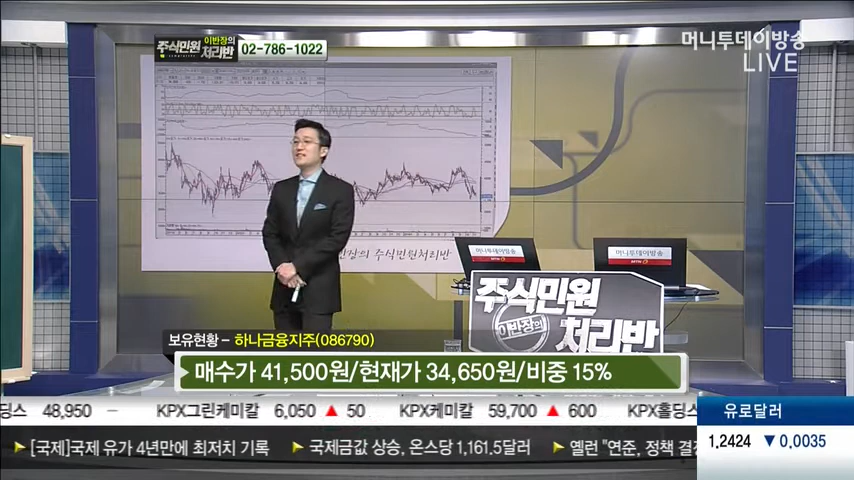 주식민원
이반장의
처리반
02-786-1022
머니투데이방송
LIVE
반장의 주식민원처리반
머니투데이방송
머니투데이방송
주식민원
이반장의
처리반
보유현황 - 하나금융지주(086790)
매수가 41,500원/현재가 34,650원/비중 15%
딩스 48,950 – KPX그린케미칼 6,050 ▲ 50 KPX케미칼 59,700 ▲ 600 KPX홀딩스
유로달러
1,2424 ▼0,0035
[국제]국제 유가 4년만에 최저치 기록 국제금값 상승, 온스당 1,161.5달러 옐런 "연준, 정책 결정